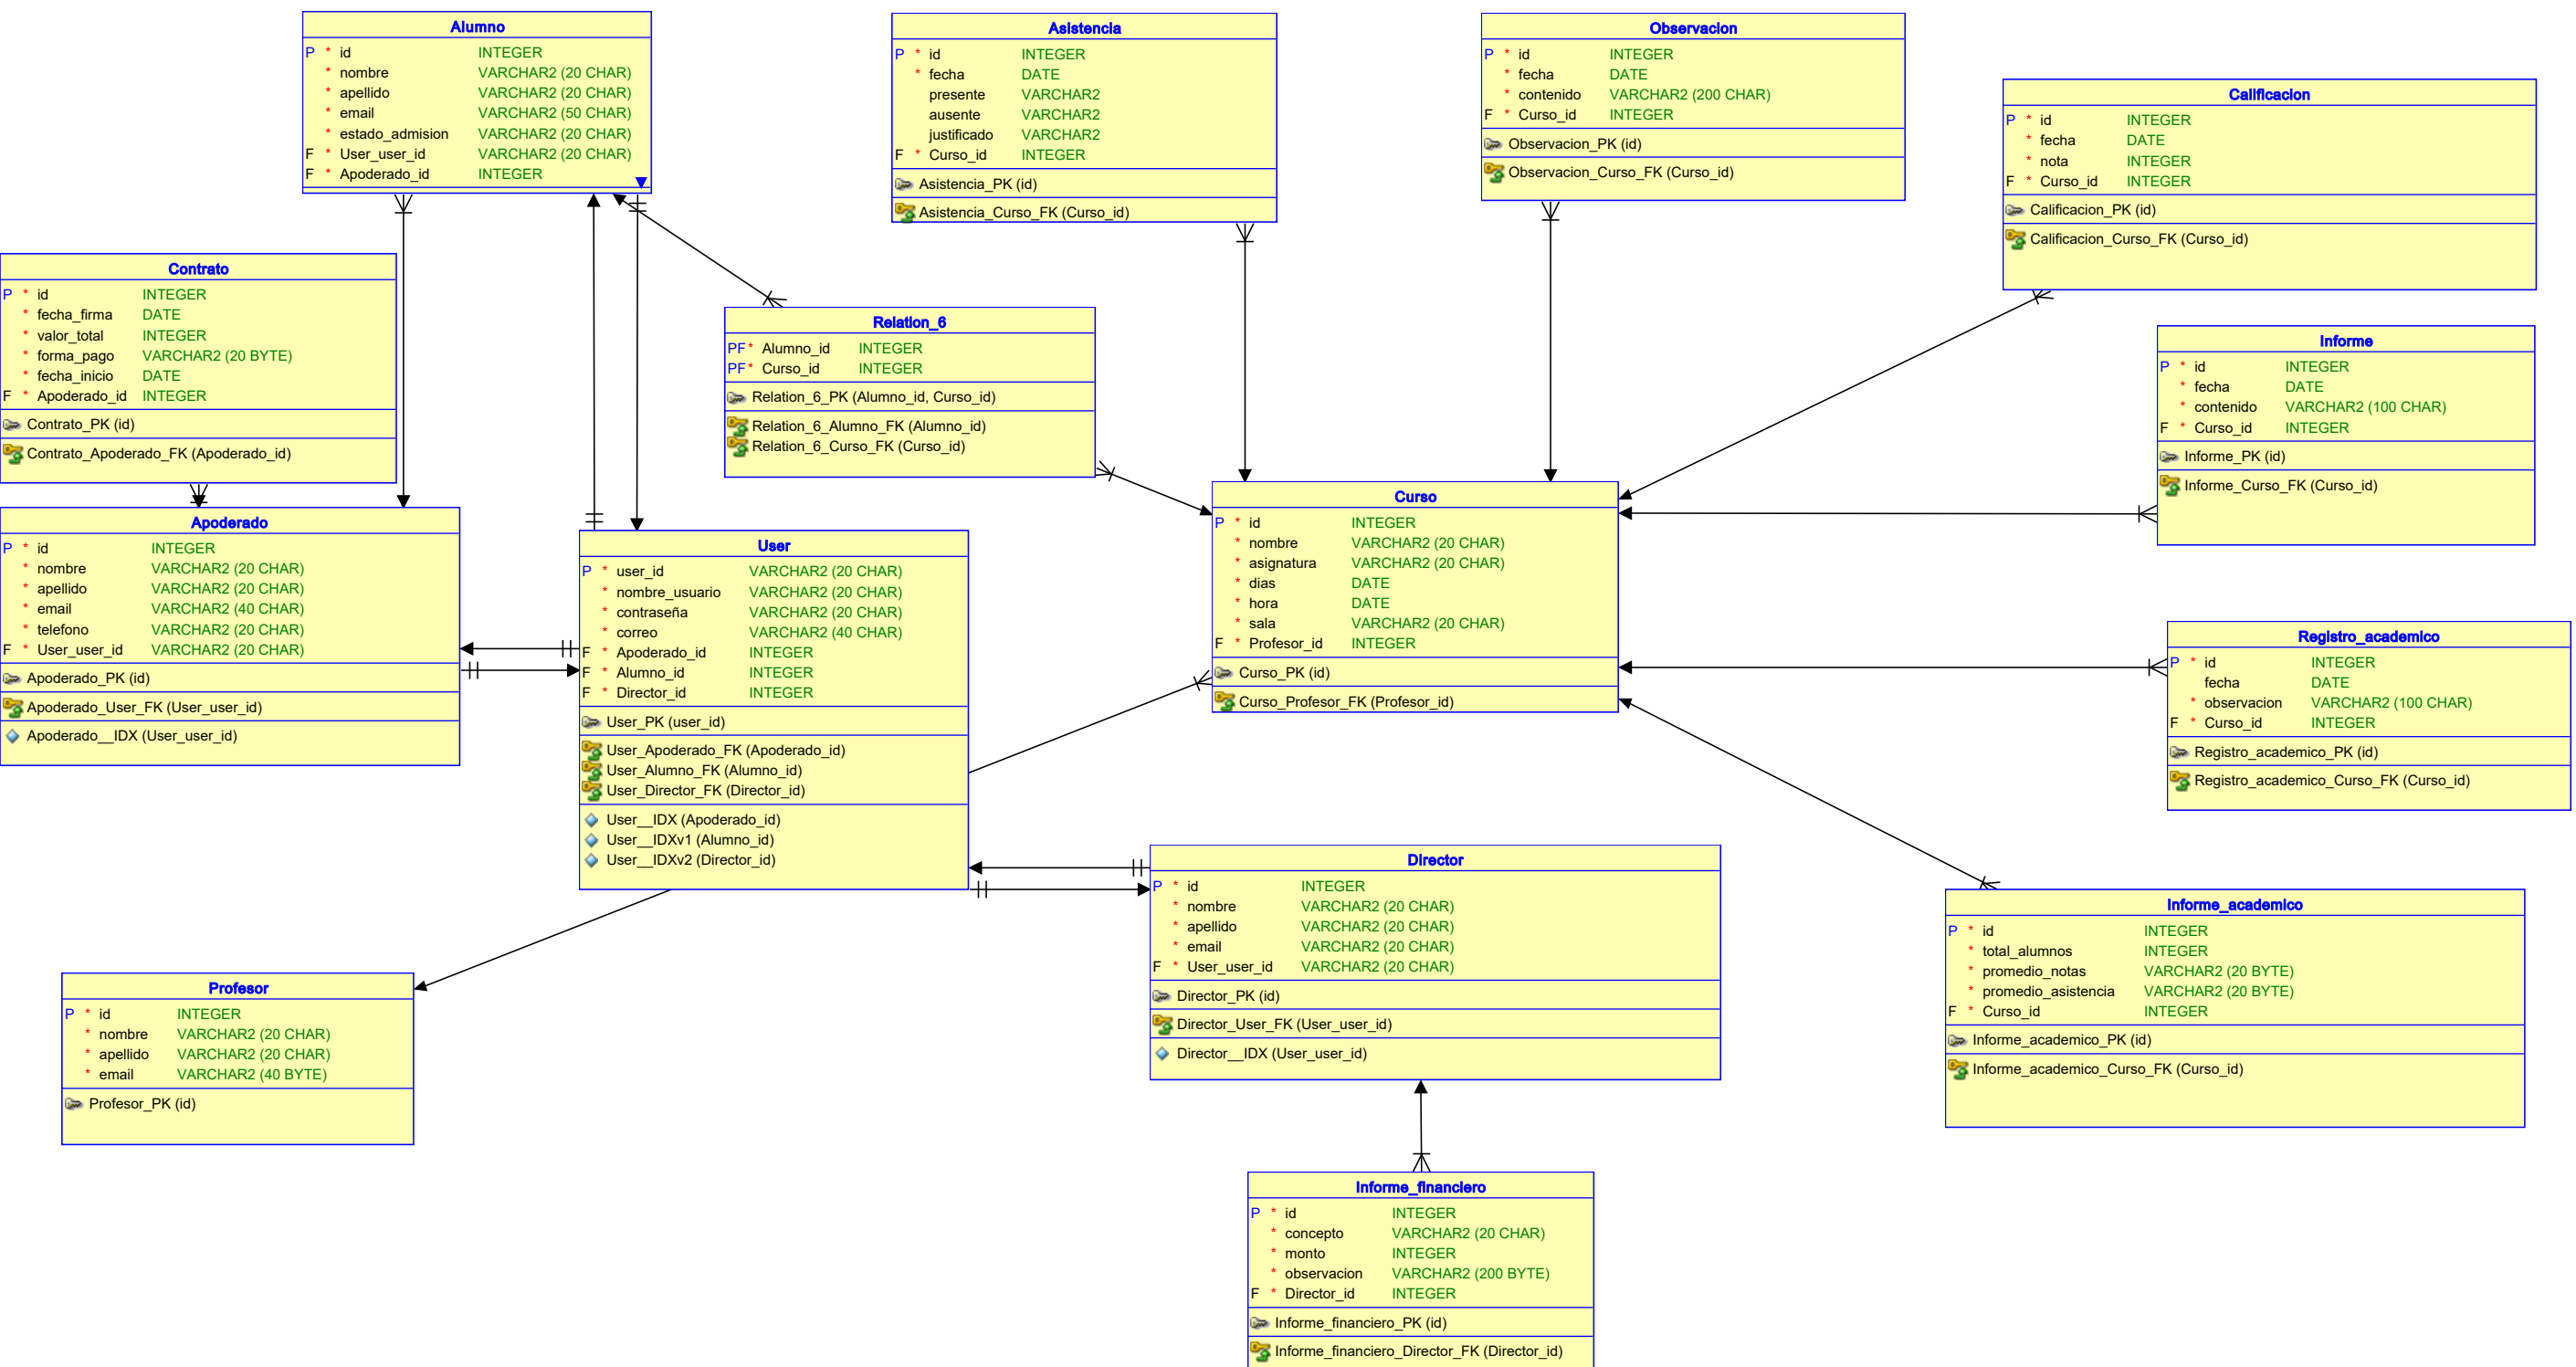 Alumno
P * id INTEGER
* nombre VARCHAR2 (20 CHAR)
* apellido VARCHAR2 (20 CHAR)
* email VARCHAR2 (50 CHAR)
* estado_admision VARCHAR2 (20 CHAR)
F * User_user_id VARCHAR2 (20 CHAR)
F * Apoderado_id INTEGER
Asistencia
P * id INTEGER
* fecha DATE
presente VARCHAR2
ausente VARCHAR2
justificado VARCHAR2
F * Curso_id INTEGER
Asistencia_PK (id)
Asistencia_Curso_FK (Curso_id)
Observacion
P * id INTEGER
* fecha DATE
* contenido VARCHAR2 (200 CHAR)
F * Curso_id INTEGER
Observacion_PK (id)
Observacion_Curso_FK (Curso_id)
Calificacion
P * id INTEGER
* fecha DATE
* nota INTEGER
F * Curso_id INTEGER
Calificacion_PK (id)
Calificacion_Curso_FK (Curso_id)
Contrato
P * id INTEGER
* fecha_firma DATE
* valor_total INTEGER
* forma_pago VARCHAR2 (20 BYTE)
* fecha_inicio DATE
F * Apoderado_id INTEGER
Contrato_PK (id)
Contrato_Apoderado_FK (Apoderado_id)
Relation_6
PF * Alumno_id INTEGER
PF * Curso_id INTEGER
Relation_6_PK (Alumno_id, Curso_id)
Relation_6_Alumno_FK (Alumno_id)
Relation_6_Curso_FK (Curso_id)
Informe
P * id INTEGER
* fecha DATE
* contenido VARCHAR2 (100 CHAR)
F * Curso_id INTEGER
Informe_PK (id)
Informe_Curso_FK (Curso_id)
Apoderado
P * id INTEGER
* nombre VARCHAR2 (20 CHAR)
* apellido VARCHAR2 (20 CHAR)
* email VARCHAR2 (40 CHAR)
* telefono VARCHAR2 (20 CHAR)
F * User_user_id VARCHAR2 (20 CHAR)
Apoderado_PK (id)
Apoderado_User_FK (User_user_id)
Apoderado__IDX (User_user_id)
User
P * user_id VARCHAR2 (20 CHAR)
* nombre_usuario VARCHAR2 (20 CHAR)
* contraseña VARCHAR2 (20 CHAR)
* correo VARCHAR2 (40 CHAR)
F * Apoderado_id INTEGER
F * Alumno_id INTEGER
F * Director_id INTEGER
User_PK (user_id)
User_Apoderado_FK (Apoderado_id)
User_Alumno_FK (Alumno_id)
User_Director_FK (Director_id)
User__IDX (Apoderado_id)
User__IDXv1 (Alumno_id)
User__IDXv2 (Director_id)
Curso
P * id INTEGER
* nombre VARCHAR2 (20 CHAR)
* asignatura VARCHAR2 (20 CHAR)
* dias DATE
* hora DATE
* sala VARCHAR2 (20 CHAR)
F * Profesor_id INTEGER
Curso_PK (id)
Curso_Profesor_FK (Profesor_id)
Registro_academico
P * id INTEGER
fecha DATE
* observacion VARCHAR2 (100 CHAR)
F * Curso_id INTEGER
Registro_academico_PK (id)
Registro_academico_Curso_FK (Curso_id)
Director
P * id INTEGER
* nombre VARCHAR2 (20 CHAR)
* apellido VARCHAR2 (20 CHAR)
* email VARCHAR2 (20 CHAR)
F * User_user_id VARCHAR2 (20 CHAR)
Director_PK (id)
Director_User_FK (User_user_id)
Director__IDX (User_user_id)
Informe_academico
P * id INTEGER
* total_alumnos INTEGER
* promedio_notas VARCHAR2 (20 BYTE)
* promedio_asistencia VARCHAR2 (20 BYTE)
F * Curso_id INTEGER
Informe_academico_PK (id)
Informe_academico_Curso_FK (Curso_id)
Profesor
P * id INTEGER
* nombre VARCHAR2 (20 CHAR)
* apellido VARCHAR2 (20 CHAR)
* email VARCHAR2 (40 BYTE)
Profesor_PK (id)
Informe_financiero
P * id INTEGER
* concepto VARCHAR2 (20 CHAR)
* monto INTEGER
* observacion VARCHAR2 (200 BYTE)
F * Director_id INTEGER
Informe_financiero_PK (id)
Informe_financiero_Director_FK (Director_id)